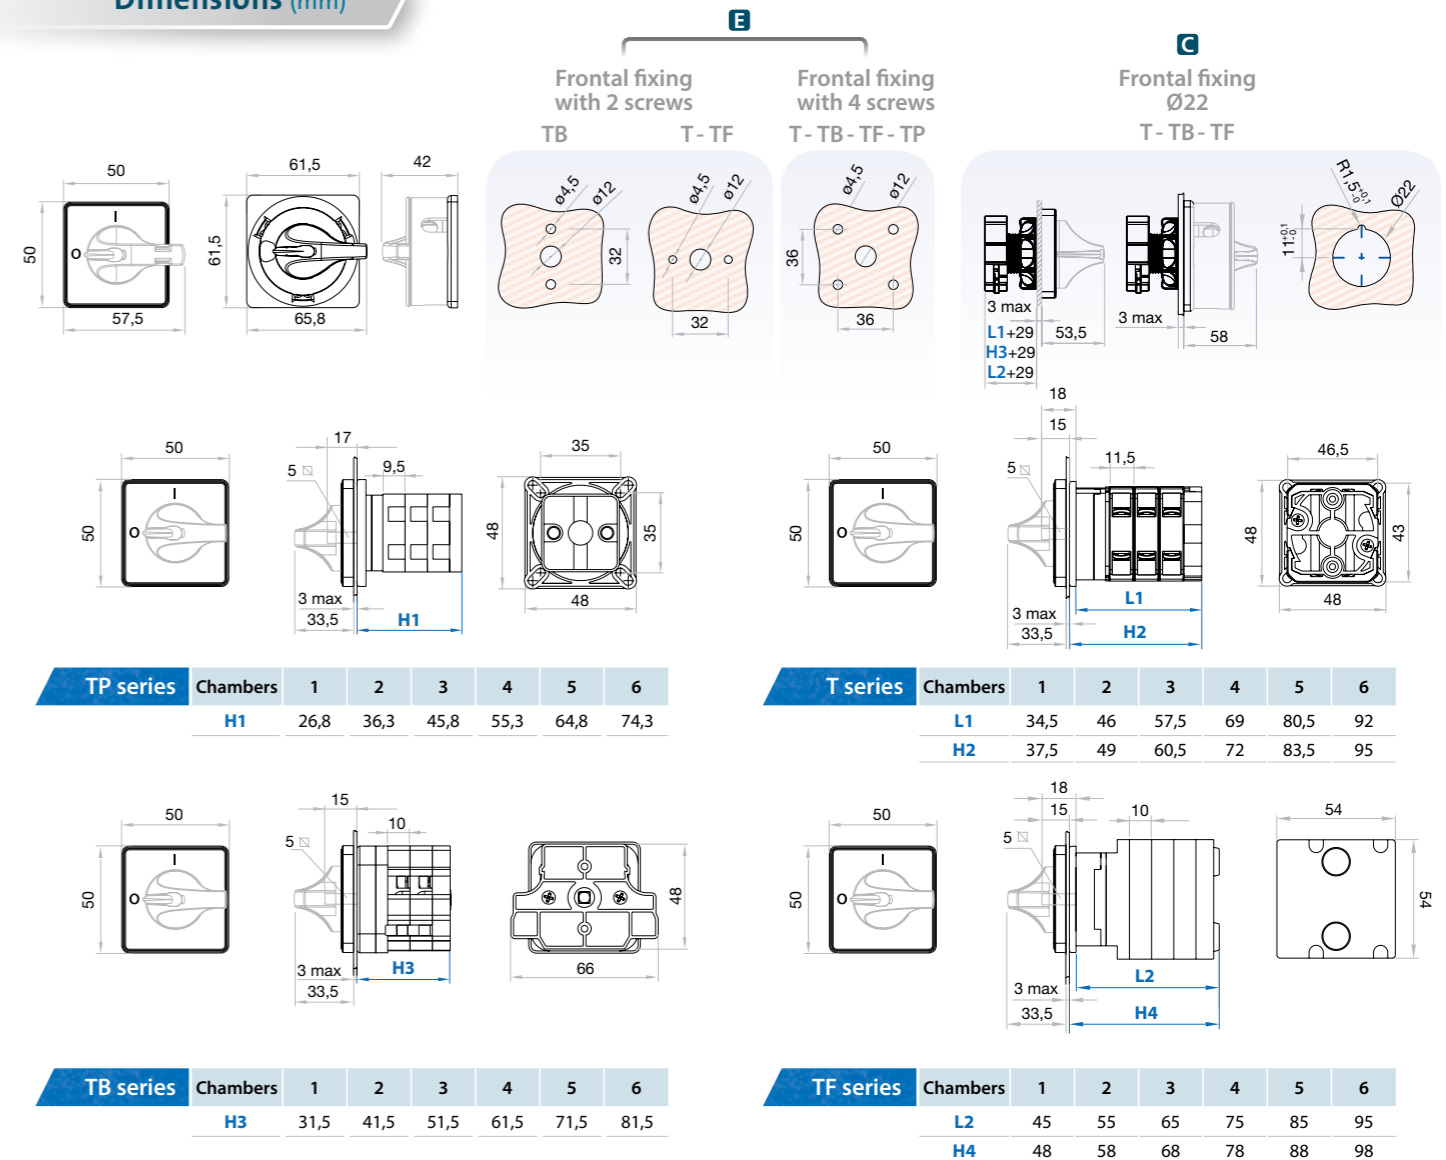 Dimensions (mm)
E
C
Frontal fixing
with 2 screws
Frontal fixing
with 4 screws
Frontal fixing
Ø22
TB
T - TF
T - TB - TF - TP
T - TB - TF
50
50
57,5
I
O
61,5
61,5
65,8
42
ø4,5
ø12
32
ø4,5
ø12
32
ø4,5
ø12
36
36
3 max
L1+29
H3+29
L2+29
53,5
3 max
58
R1,5 +0,1 -0
Ø22
11 +0,1 -0
50
50
I
O
17
5
9,5
3 max
33,5
H1
35
48
35
48
50
50
I
O
18
15
5
11,5
L1
3 max
33,5
H2
46,5
48
43
48
TP series Chambers 1 2 3 4 5 6
H1 26,8 36,3 45,8 55,3 64,8 74,3
T series Chambers 1 2 3 4 5 6
L1 34,5 46 57,5 69 80,5 92
H2 37,5 49 60,5 72 83,5 95
50
50
I
O
15
5
10
3 max
33,5
H3
48
66
50
50
I
O
18
15
5
10
L2
3 max
33,5
H4
54
54
TB series Chambers 1 2 3 4 5 6
H3 31,5 41,5 51,5 61,5 71,5 81,5
TF series Chambers 1 2 3 4 5 6
L2 45 55 65 75 85 95
H4 48 58 68 78 88 98